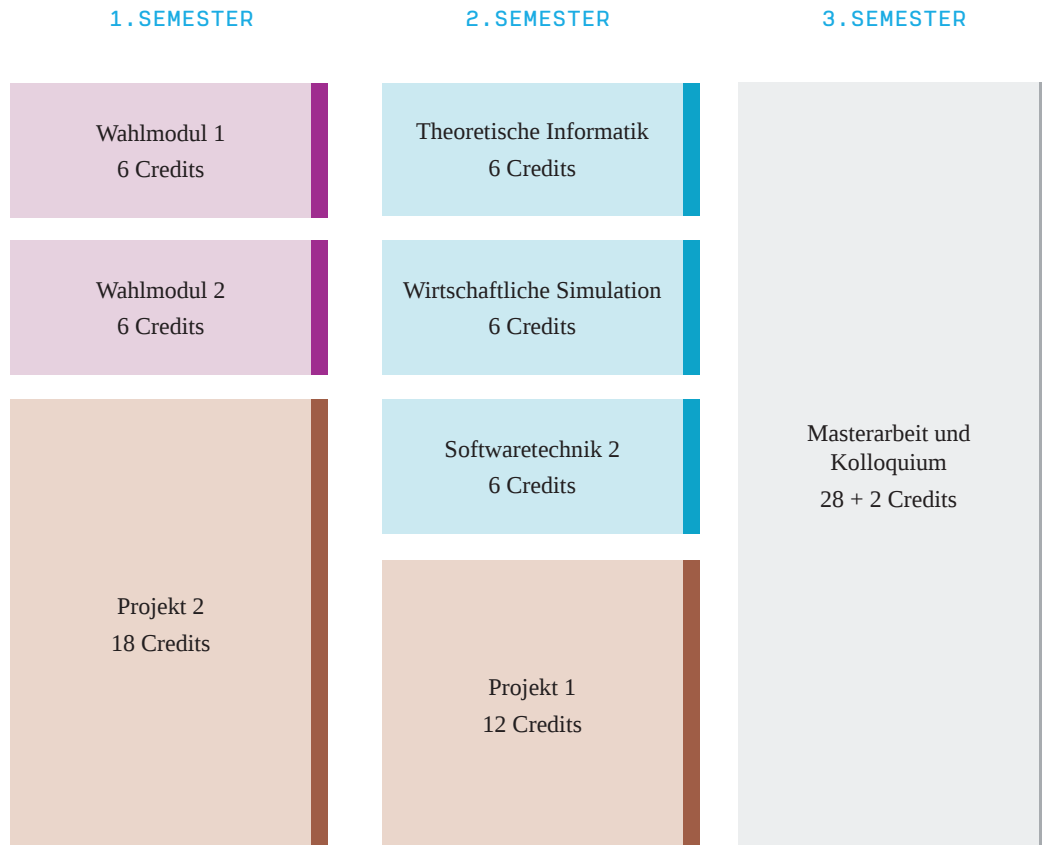 1.SEMESTER
2.SEMESTER
3.SEMESTER
Wahlmodul 1
6 Credits
Wahlmodul 2
6 Credits
Projekt 2
18 Credits
Theoretische Informatik
6 Credits
Wirtschaftliche Simulation
6 Credits
Softwaretechnik 2
6 Credits
Projekt 1
12 Credits
Masterarbeit und
Kolloquium
28 + 2 Credits